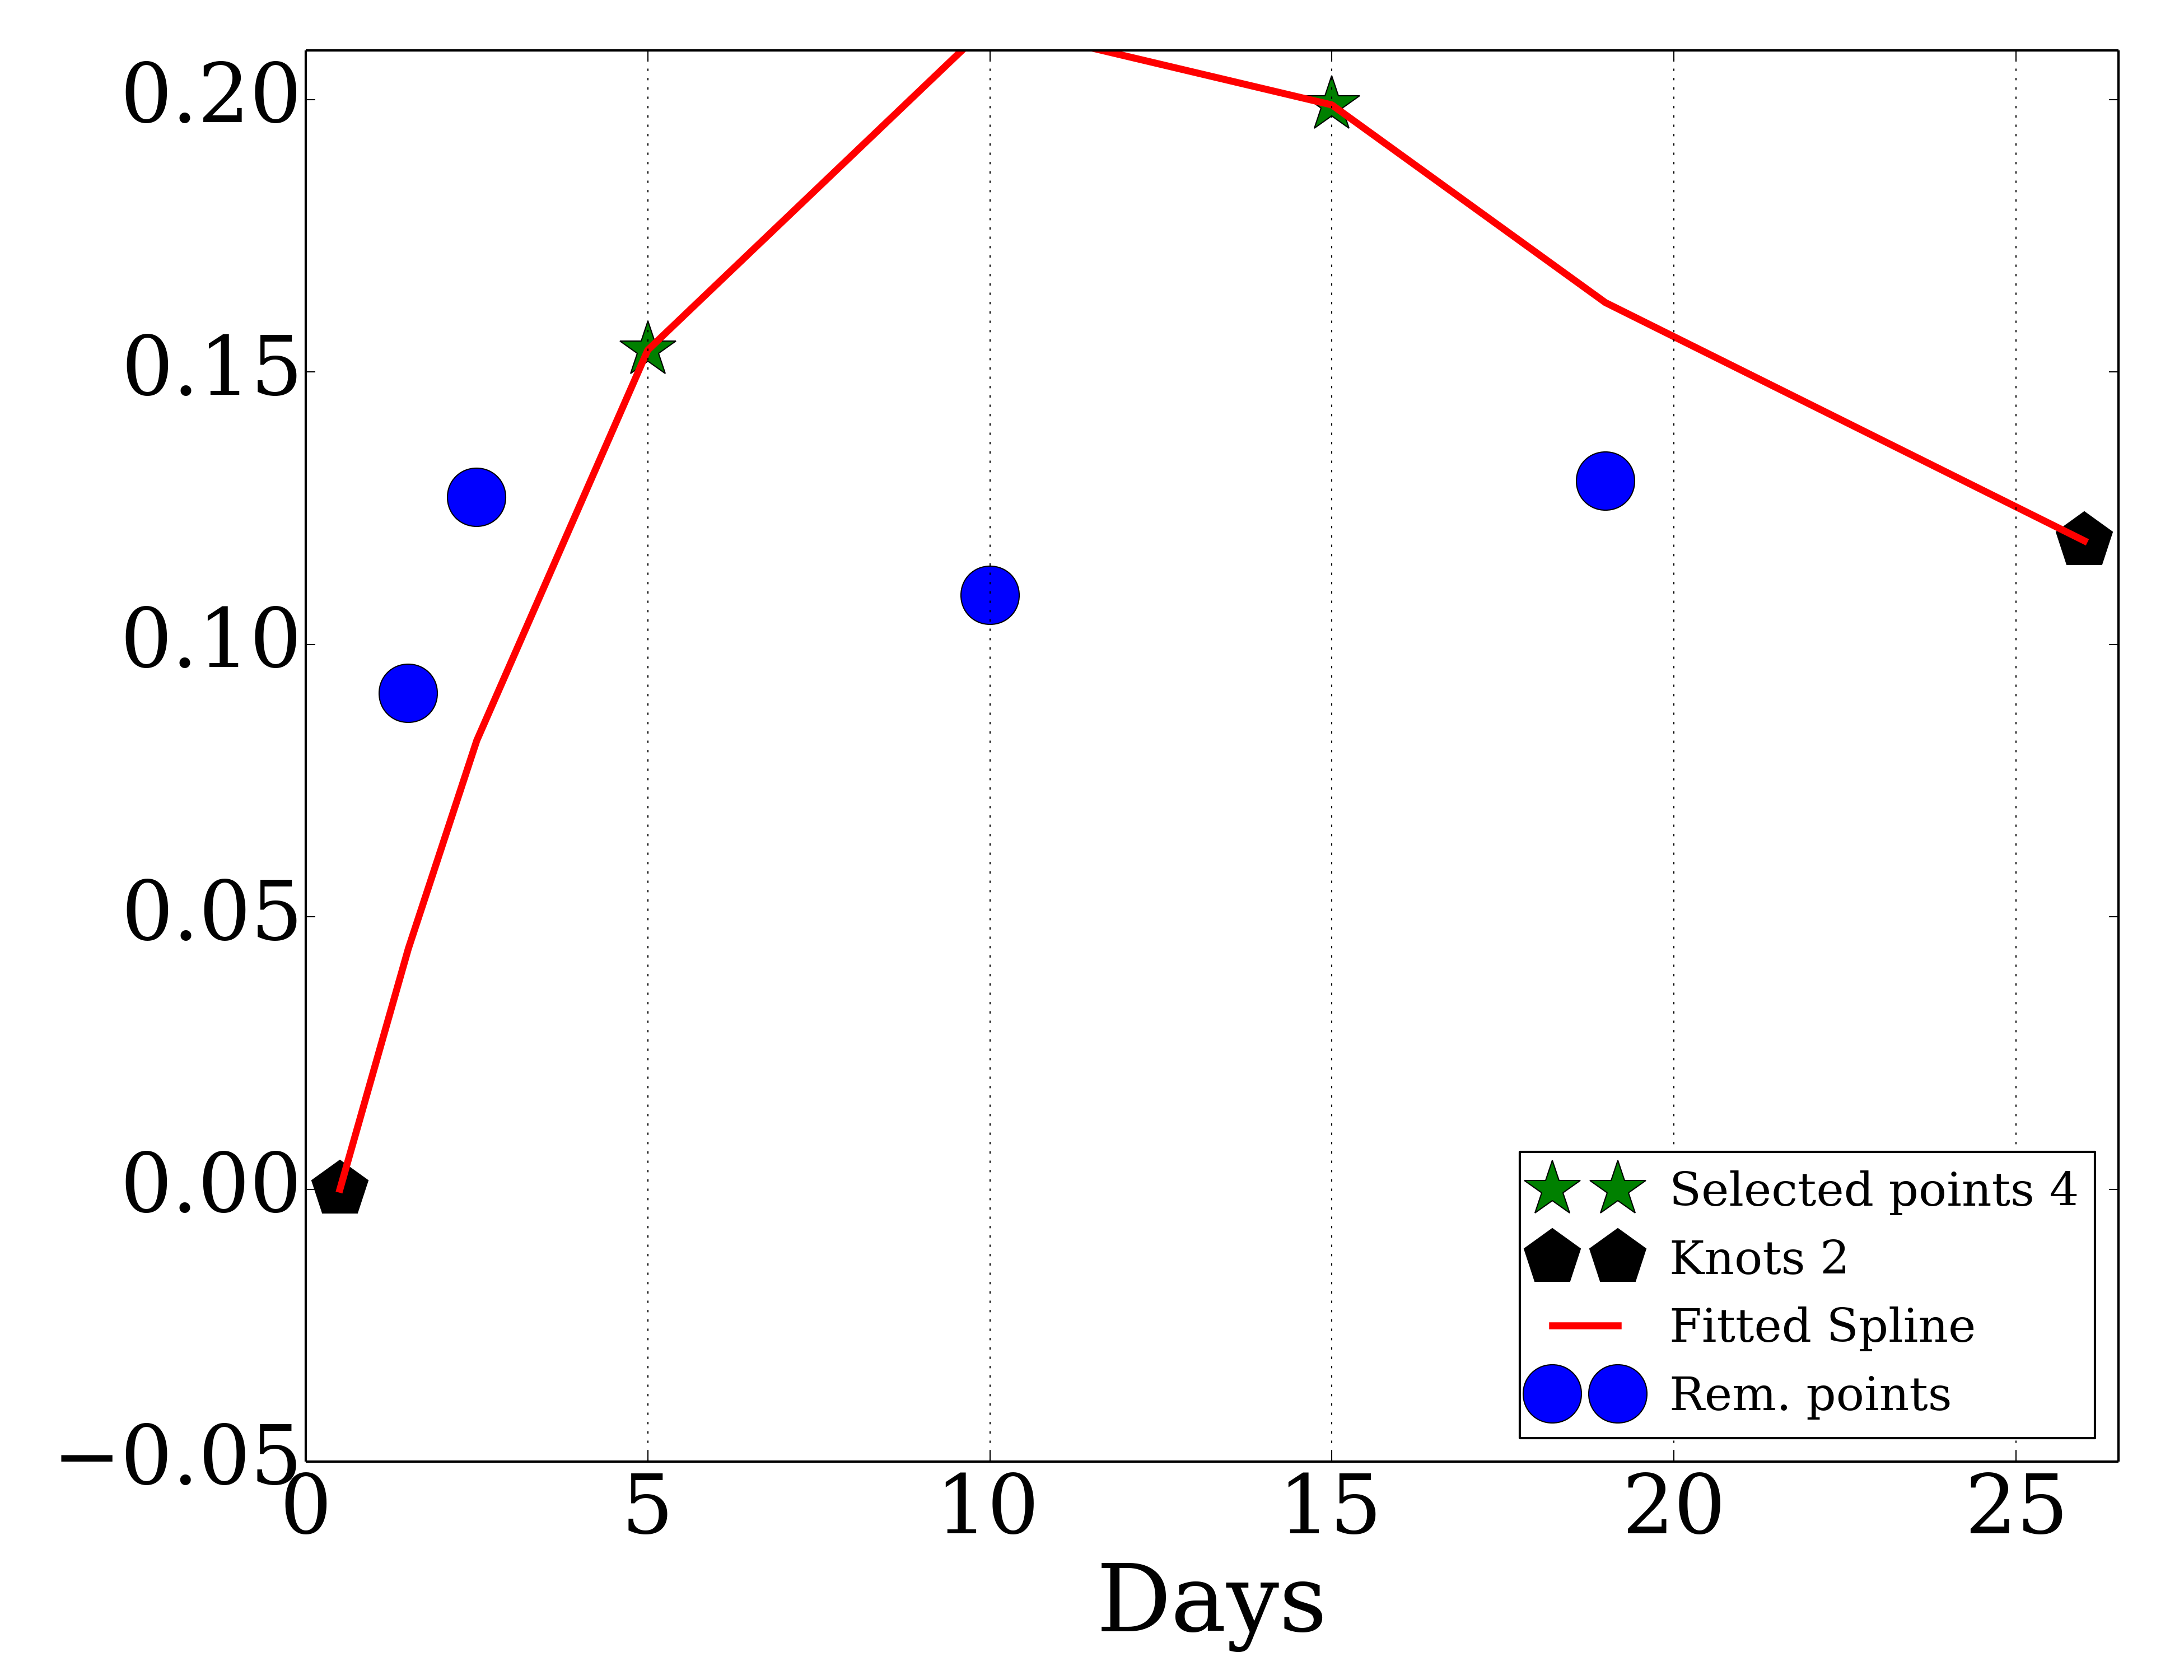 0.20
0.15
0.10
0.05
0.00
−0.05
0 5 10 15 20 25
Days
Selected points 4
Knots 2
Fitted Spline
Rem. points